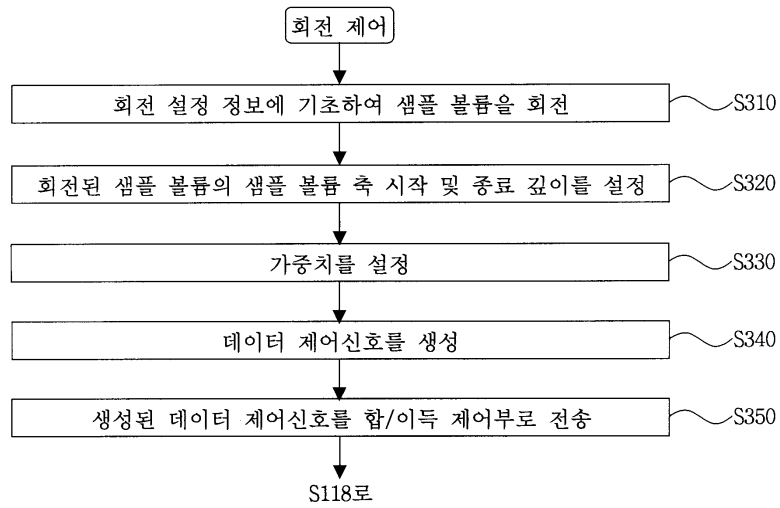 회전 제어
회전 설정 정보에 기초하여 샘플 볼륨을 회전
S310
회전된 샘플 볼륨의 샘플 볼륨 축 시작 및 종료 깊이를 설정
S320
가중치를 설정
S330
데이터 제어신호를 생성
S340
생성된 데이터 제어신호를 합/이득 제어부로 전송
S350
S118로